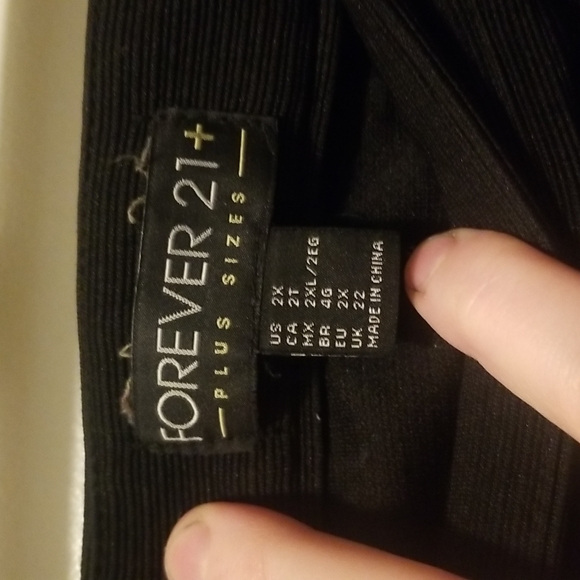 FOREVER 21+
PLUS SIZES
US 2X
CA 2T
MX 2XL/2EG
BR 4G
EU 2X
UK 22
MADE IN CHINA